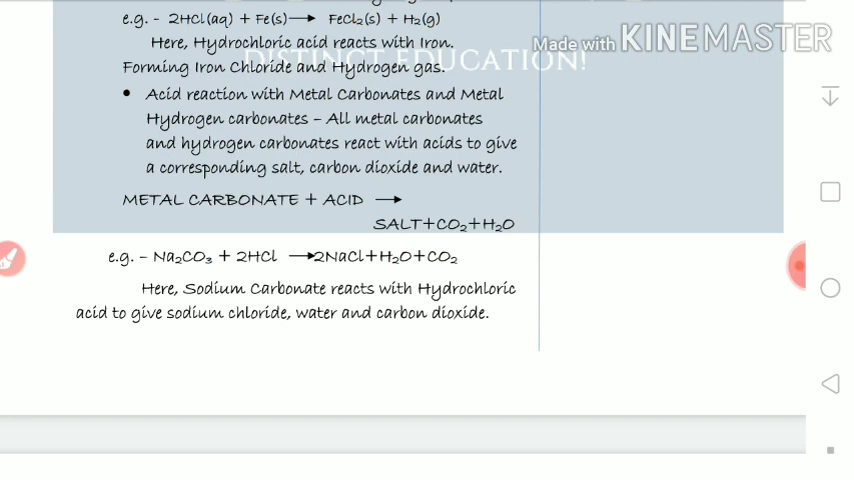 e.g. - 2HCl(aq) + Fe(s) → FeCl₂(s) + H₂(g)
Here, Hydrochloric acid reacts with Iron.
Made with KINEMASTER
DISTINCT EDUCATION!
Forming Iron Chloride and Hydrogen gas.
• Acid reaction with Metal Carbonates and Metal
Hydrogen carbonates – All metal carbonates
and hydrogen carbonates react with acids to give
a corresponding salt, carbon dioxide and water.
METAL CARBONATE + ACID →
SALT+CO₂+H₂O
e.g. – Na₂CO₃ + 2HCl → 2NaCl+H₂O+CO₂
Here, Sodium Carbonate reacts with Hydrochloric
acid to give sodium chloride, water and carbon dioxide.